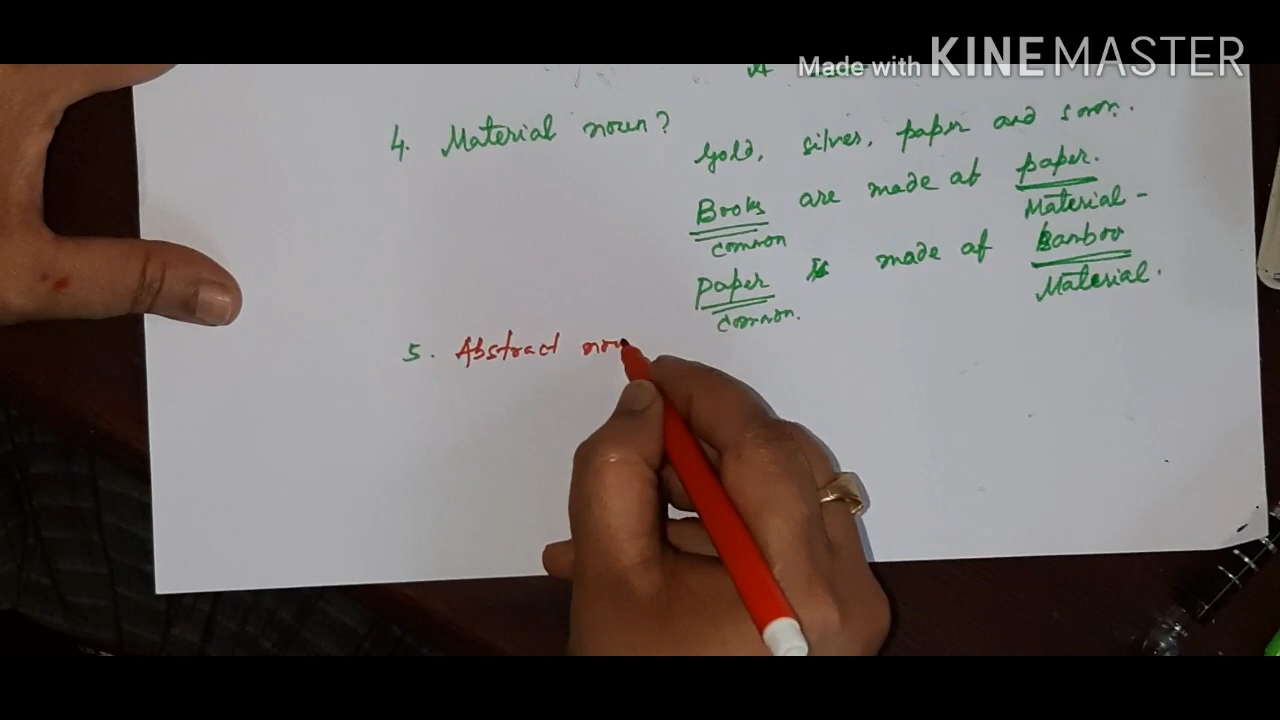 Made with KINEMASTER
4. Material noun?
Gold, silver, paper and
Books are made of paper.
common
Material -
Paper is made of Bamboo
common.
Material.
5. Abstract nou